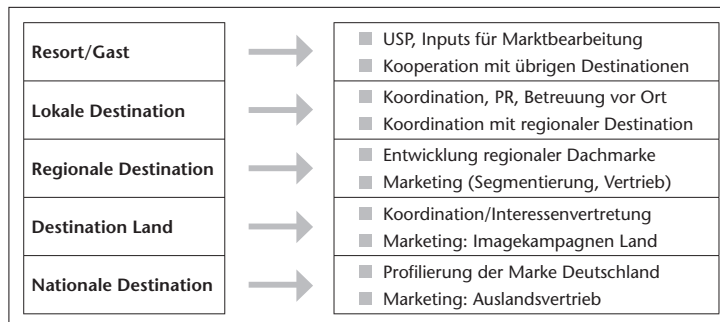 Resort/Gast
USP, Inputs für Marktbearbeitung
Kooperation mit übrigen Destinationen
Lokale Destination
Koordination, PR, Betreuung vor Ort
Koordination mit regionaler Destination
Regionale Destination
Entwicklung regionaler Dachmarke
Marketing (Segmentierung, Vertrieb)
Destination Land
Koordination/Interessenvertretung
Marketing: Imagekampagnen Land
Nationale Destination
Profilierung der Marke Deutschland
Marketing: Auslandsvertrieb